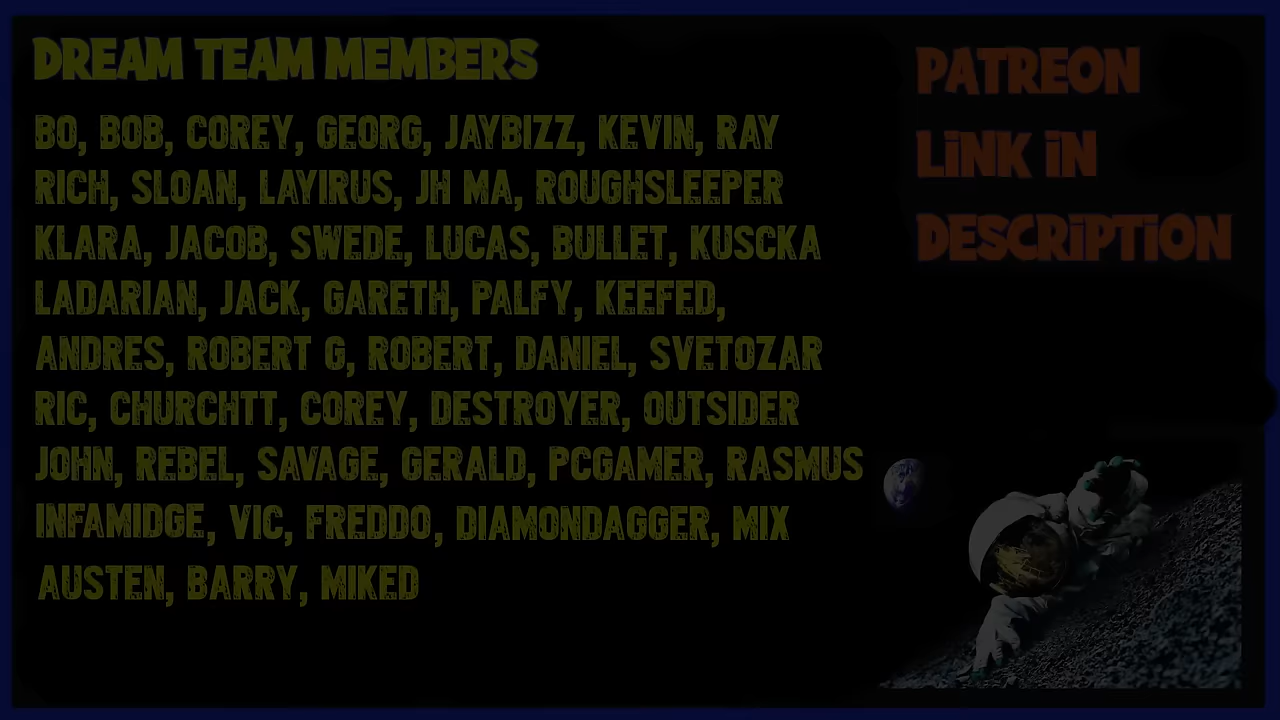 DREAM TEAM MEMBERS
BO, BOB, COREY, GEORG, JAYBIZZ, KEVIN, RAY
RICH, SLOAN, LAYIRUS, JH MA, ROUGHSLEEPER
KLARA, JACOB, SWEDE, LUCAS, BULLET, KUSCKA
LADARIAN, JACK, GARETH, PALFY, KEEFED,
ANDRES, ROBERT G, ROBERT, DANIEL, SVETOZAR
RIC, CHURCHTT, COREY, DESTROYER, OUTSIDER
JOHN, REBEL, SAVAGE, GERALD, PCGAMER, RASMUS
INFAMIDGE, VIC, FREDDO, DIAMONDAGGER, MIX
AUSTEN, BARRY, MIKED
PATREON
LiNK iN
DESCRiPTiON